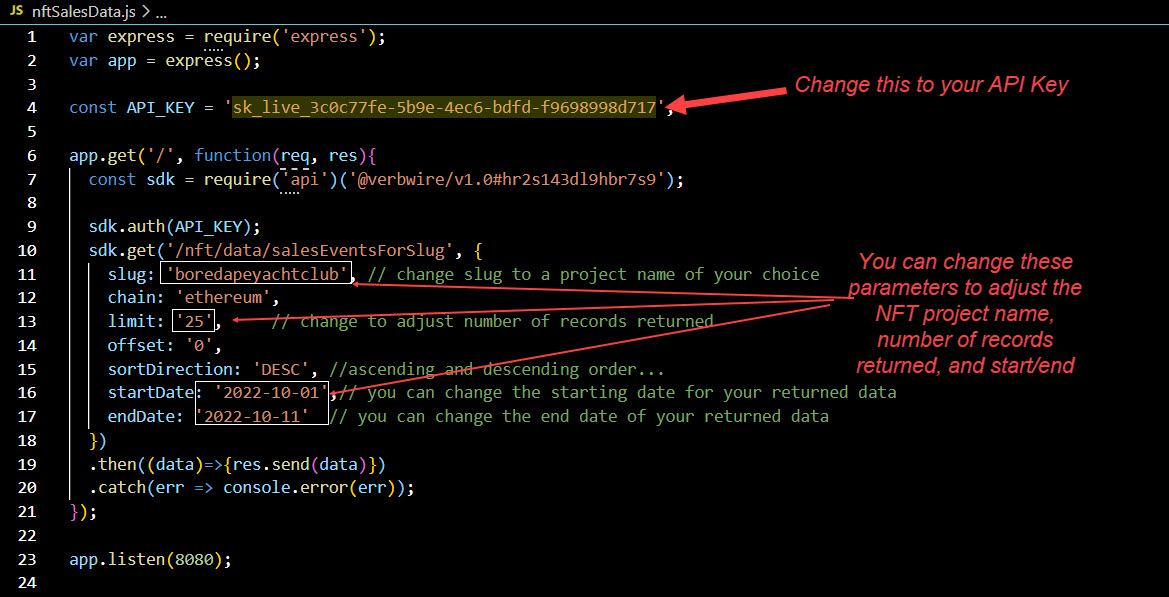 JS nftSalesData.js > ...
1 var express = require('express');
2 var app = express();
3
4 const API_KEY = 'sk_live_3c0c77fe-5b9e-4ec6-bdfd-f9698998d717';
Change this to your API Key
5
6 app.get('/', function(req, res){
7 const sdk = require('api')('@verbwire/v1.0#hr2s143dl9hbr7s9');
8
9 sdk.auth(API_KEY);
10 sdk.get('/nft/data/salesEventsForSlug', {
11 slug: 'boredapeyachtclub', // change slug to a project name of your choice
12 chain: 'ethereum',
13 limit: '25', // change to adjust number of records returned
14 offset: '0',
15 sortDirection: 'DESC', //ascending and descending order...
16 startDate: '2022-10-01',// you can change the starting date for your returned data
17 endDate: '2022-10-11' // you can change the end date of your returned data
18 })
19 .then((data)=>{res.send(data)})
20 .catch(err => console.error(err));
21 });
22
23 app.listen(8080);
24
You can change these
parameters to adjust the
NFT project name,
number of records
returned, and start/end